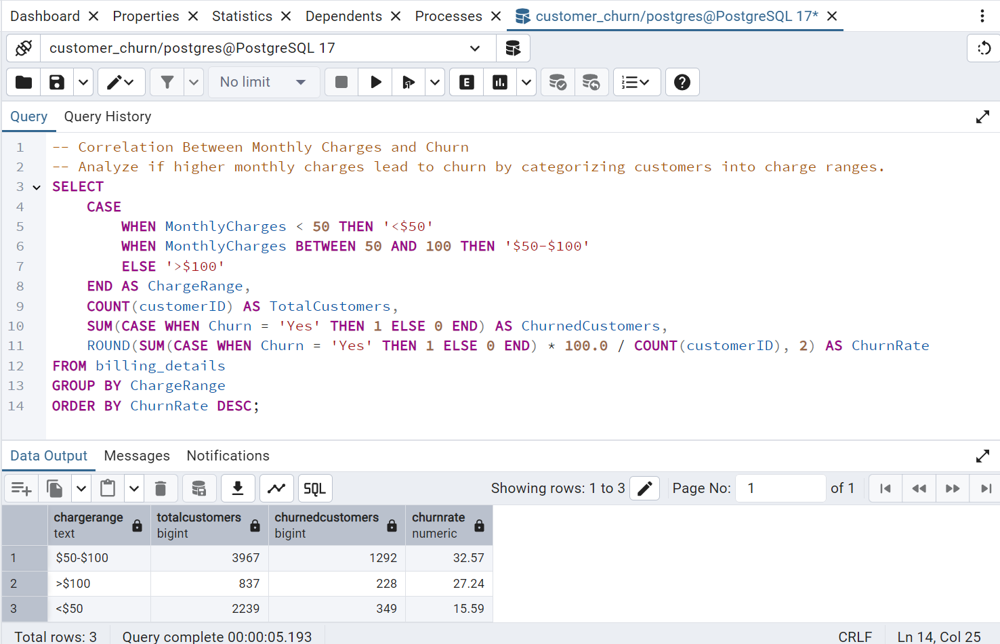 Dashboard Properties Statistics Dependents Processes customer_churn/postgres@PostgreSQL 17*
customer_churn/postgres@PostgreSQL 17
No limit E
Query Query History
1 -- Correlation Between Monthly Charges and Churn
2 -- Analyze if higher monthly charges lead to churn by categorizing customers into charge ranges.
3 SELECT
4 CASE
5 WHEN MonthlyCharges < 50 THEN '<$50'
6 WHEN MonthlyCharges BETWEEN 50 AND 100 THEN '$50-$100'
7 ELSE '>$100'
8 END AS ChargeRange,
9 COUNT(customerID) AS TotalCustomers,
10 SUM(CASE WHEN Churn = 'Yes' THEN 1 ELSE 0 END) AS ChurnedCustomers,
11 ROUND(SUM(CASE WHEN Churn = 'Yes' THEN 1 ELSE 0 END) * 100.0 / COUNT(customerID), 2) AS ChurnRate
12 FROM billing_details
13 GROUP BY ChargeRange
14 ORDER BY ChurnRate DESC;
Data Output Messages Notifications
SQL Showing rows: 1 to 3 Page No: 1 of 1
chargerange totalcustomers churnedcustomers churnrate
text bigint bigint numeric
1 $50-$100 3967 1292 32.57
2 >$100 837 228 27.24
3 <$50 2239 349 15.59
Total rows: 3 Query complete 00:00:05.193 CRLF Ln 14, Col 25